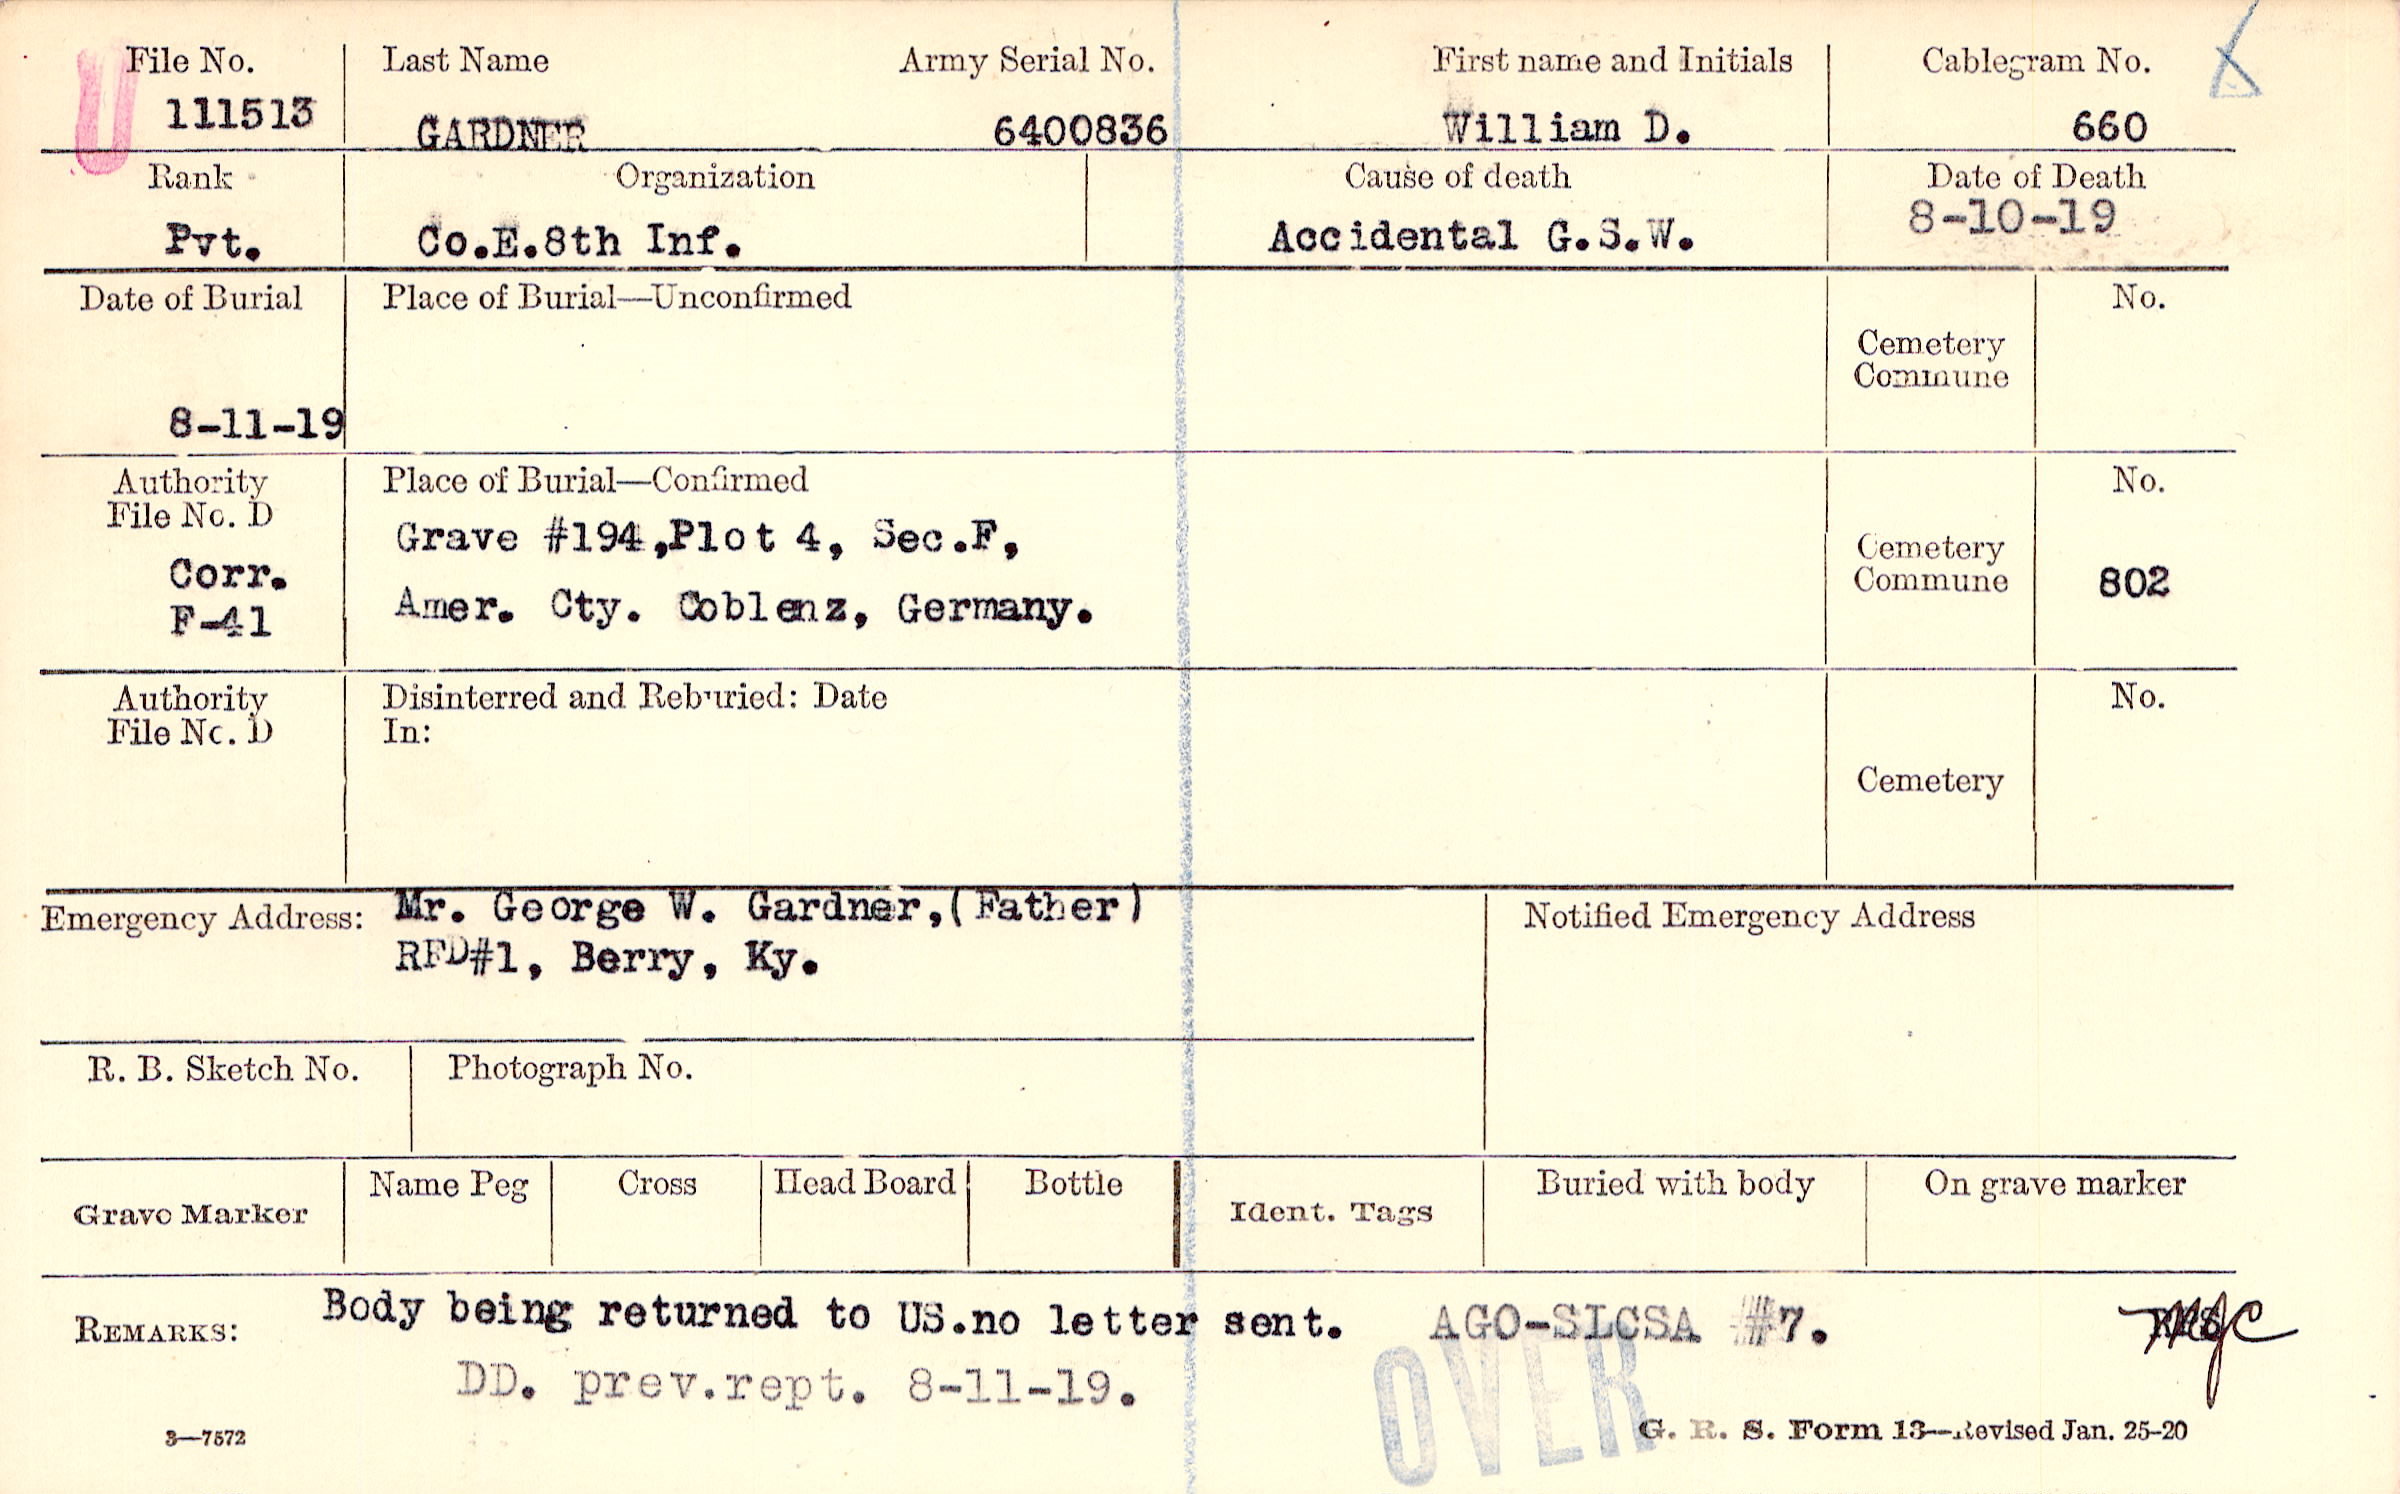 File No. Last Name Army Serial No. First name and Initials Cablegram No.
111513 GARDNER 6400836 William D. 660
Rank Organization Cause of death Date of Death
Pvt. Co.E.8th Inf. Accidental G.S.W. 8-10-19
Date of Burial Place of Burial—Unconfirmed No.
Cemetery
Commune
8-11-19
Authority Place of Burial—Confirmed No.
File No. D
Grave #194,Plot 4, Sec.F,
Cemetery
Corr. Commune 802
F-41 Amer. Cty. Coblenz, Germany.
Authority Disinterred and Reburied: Date No.
File No. D In:
Cemetery
Emergency Address: Mr. George W. Gardner,(Father) Notified Emergency Address
RFD#1, Berry, Ky.
R. B. Sketch No. Photograph No.
Grave Marker Name Peg Cross Head Board Bottle Ident. Tags Buried with body On grave marker
REMARKS: Body being returned to US.no letter sent. AGO-SLCSA #7.
DD. prev.rept. 8-11-19.
OVER
3—7572 G. R. S. Form 13—Revised Jan. 25-20